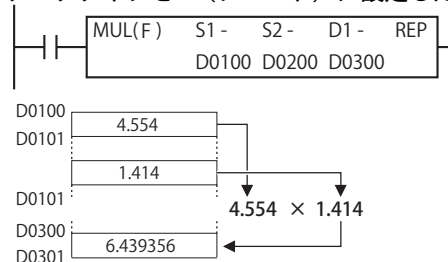 MUL(F) S1 - S2 - D1 - REP
D0100 D0200 D0300
D0100
D0101
4.554
1.414
D0101
4.554 × 1.414
D0300
D0301
6.439356